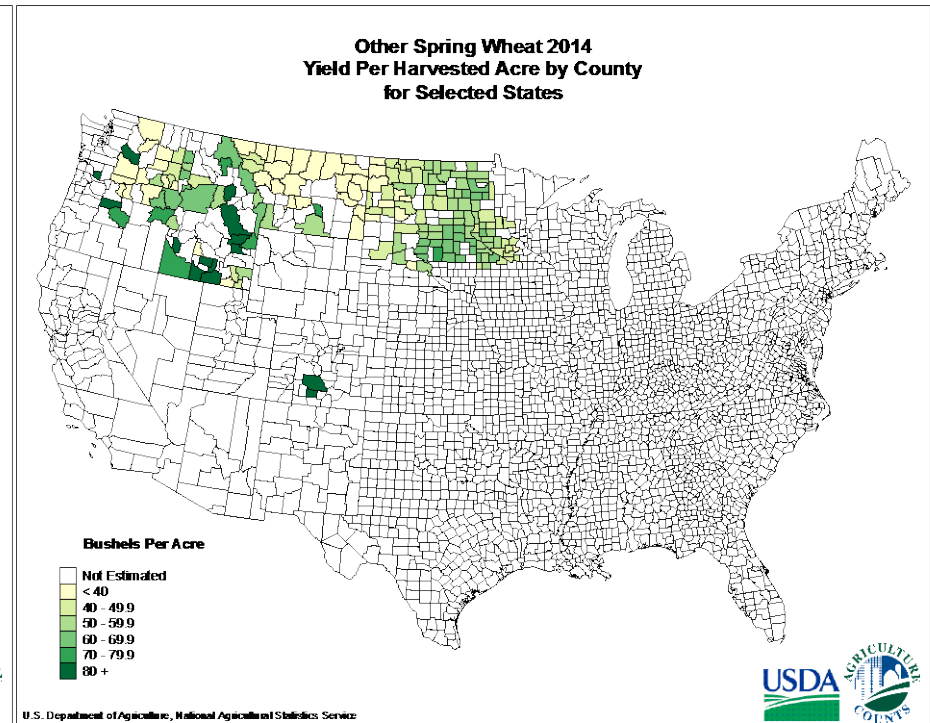 Other Spring Wheat 2014
Yield Per Harvested Acre by County
for Selected States
Bushels Per Acre
Not Estimated
< 40
40 - 49.9
50 - 59.9
60 - 69.9
70 - 79.9
80 +
USDA
AGRICULTURE
COUNTS
U.S. Department of Agriculture, National Agricultural Statistics Service